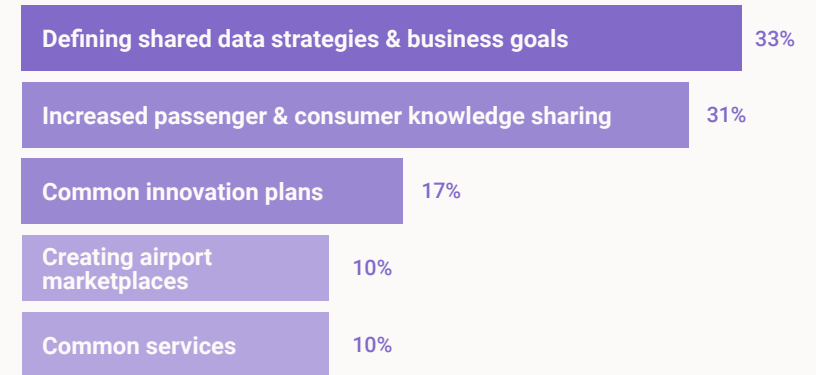 Defining shared data strategies & business goals 33%
Increased passenger & consumer knowledge sharing 31%
Common innovation plans 17%
Creating airport
marketplaces 10%
Common services 10%